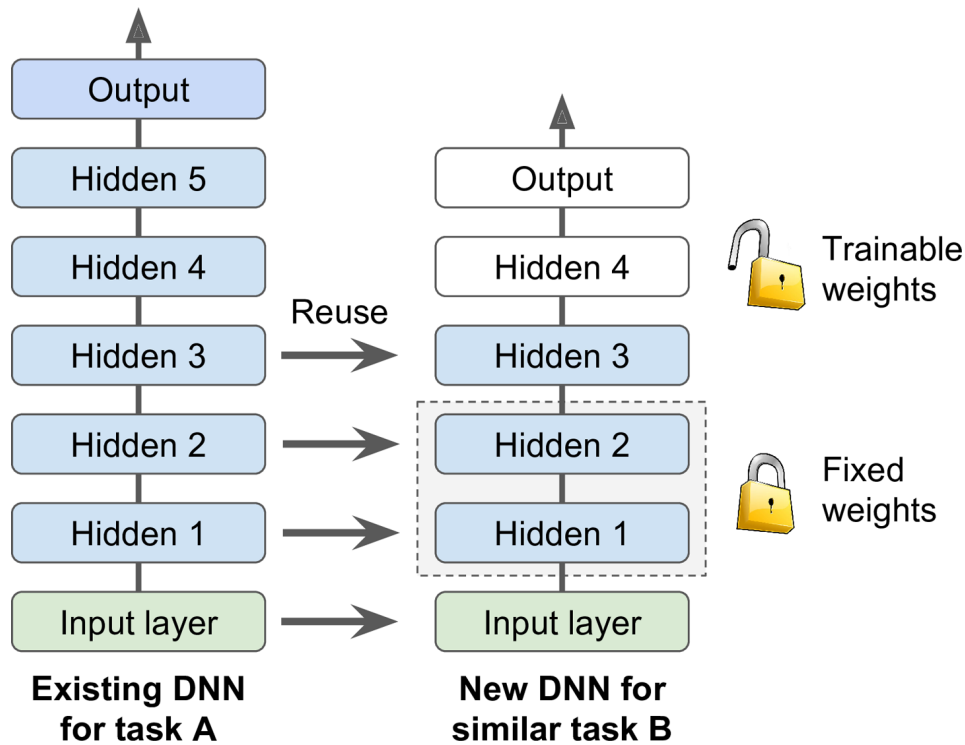 Output
Hidden 5
Hidden 4
Hidden 3
Hidden 2
Hidden 1
Input layer
Existing DNN
for task A
Reuse
Output
Hidden 4
Hidden 3
Hidden 2
Hidden 1
Input layer
New DNN for
similar task B
Trainable
weights
Fixed
weights